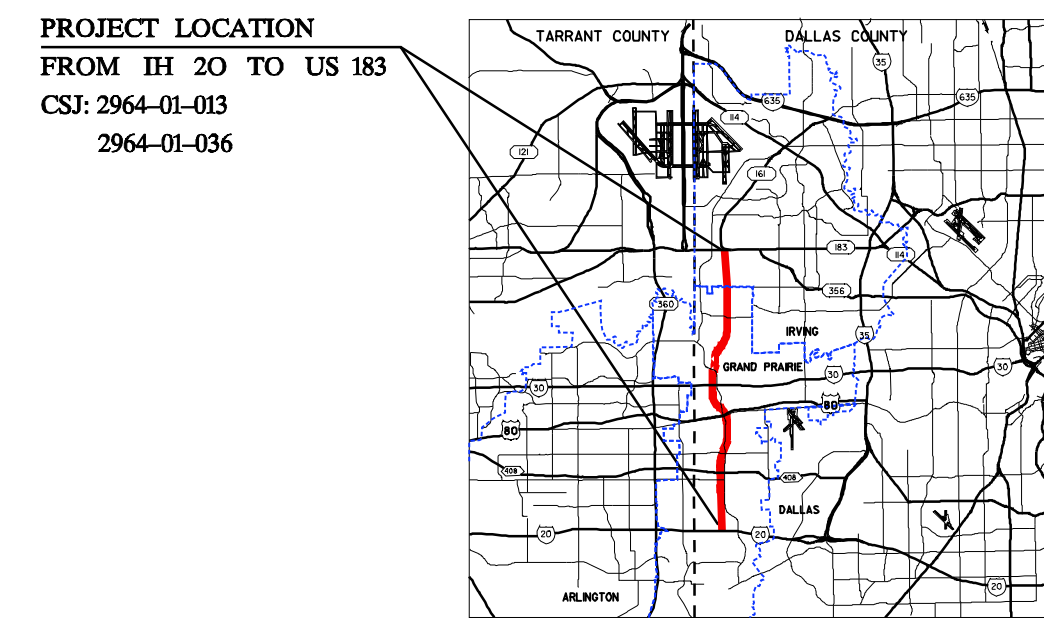 PROJECT LOCATION
FROM IH 20 TO US 183
CSJ: 2964–01–013
2964–01–036
TARRANT COUNTY
DALLAS COUNTY
35
635
635
114
121
161
183
114
356
360
IRVING
35
GRAND PRAIRIE
30
30
30
80
80
408
408
DALLAS
20
20
20
ARLINGTON